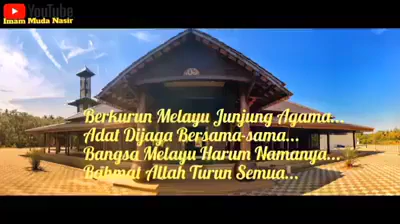 YouTube
Imam Muda Nasir
Berkurun Melayu Junjung Agama...
Adat Dijaga Bersama-sama...
Bangsa Melayu Harum Namanya...
Rahmat Allah Turun Semua...